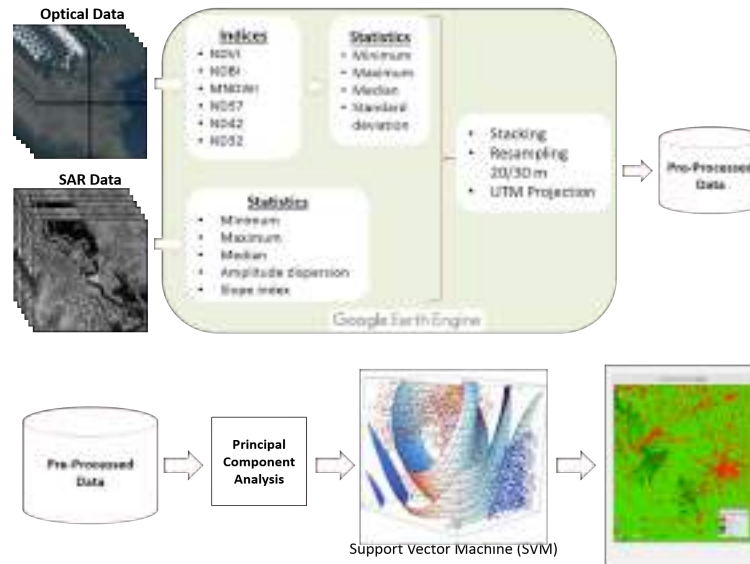 Optical Data
Indices
• NDVI
• NDBI
• MNDWI
• ND57
• ND42
• ND32
Statistics
• Minimum
• Maximum
• Median
• Standard
deviation
• Stacking
• Resampling
20/30 m
• UTM Projection
Pre-Processed
Data
SAR Data
Statistics
• Minimum
• Maximum
• Median
• Amplitude dispersion
• Slope index
Google Earth Engine
Pre-Processed
Data
Principal
Component
Analysis
Support Vector Machine (SVM)